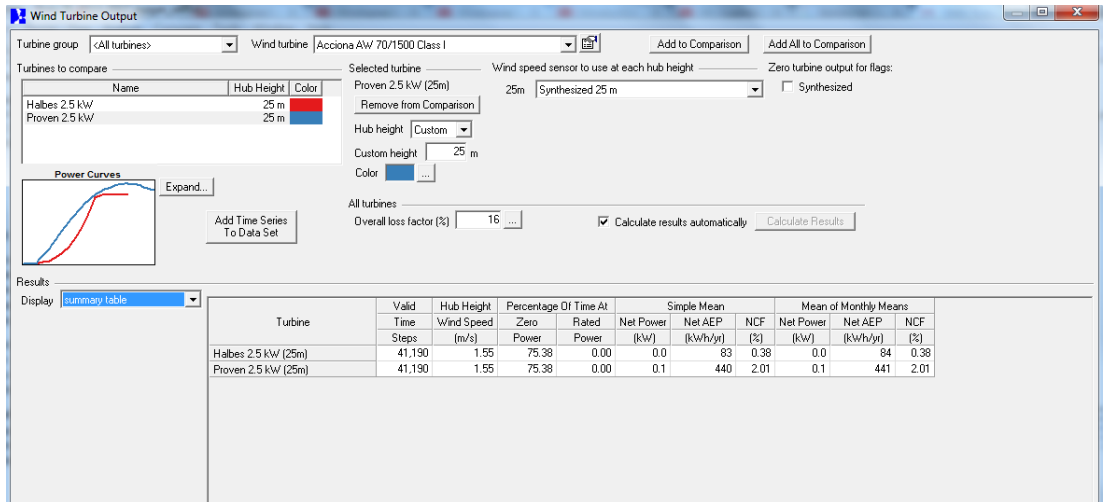 Wind Turbine Output
Turbine group <All turbines> Wind turbine Acciona AW 70/1500 Class I Add to Comparison Add All to Comparison
Turbines to compare
Name Hub Height Color
Halbes 2.5 kW 25 m
Proven 2.5 kW 25 m
Power Curves
Expand...
Add Time Series
To Data Set
Selected turbine
Proven 2.5 kW (25m)
Remove from Comparison
Hub height Custom
Custom height 25 m
Color ...
Wind speed sensor to use at each hub height
25m Synthesized 25 m
Zero turbine output for flags:
Synthesized
All turbines
Overall loss factor (%) 16 ... Calculate results automatically Calculate Results
Results
Display summary table
Valid Hub Height Percentage Of Time At Simple Mean Mean of Monthly Means
Turbine Time Wind Speed Zero Rated Net Power Net AEP NCF Net Power Net AEP NCF
Steps (m/s) Power Power (kW) (kWh/yr) (%) (kW) (kWh/yr) (%)
Halbes 2.5 kW (25m) 41,190 1.55 75.38 0.00 0.0 83 0.38 0.0 84 0.38
Proven 2.5 kW (25m) 41,190 1.55 75.38 0.00 0.1 440 2.01 0.1 441 2.01